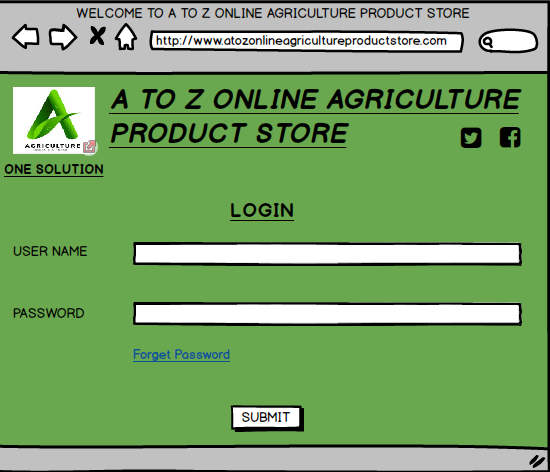 WELCOME TO A TO Z ONLINE AGRICULTURE PRODUCT STORE
http://www.atozonlineagricultureproductstore.com
A TO Z ONLINE AGRICULTURE
PRODUCT STORE
AGRICULTURE
ONE SOLUTION
LOGIN
USER NAME
PASSWORD
Forget Password
SUBMIT